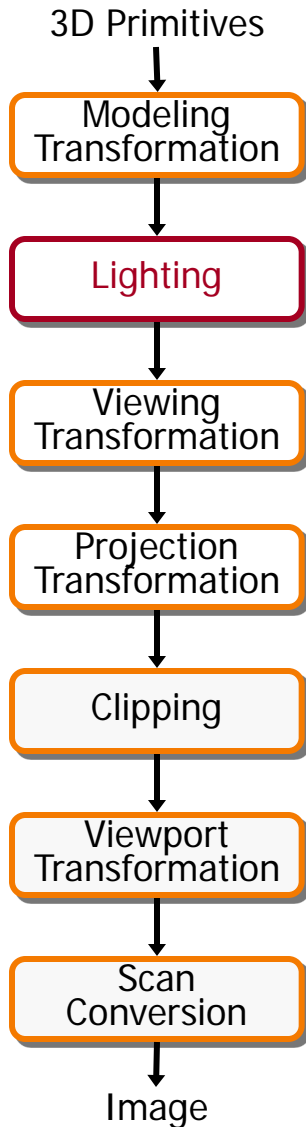 3D Primitives
Modeling
Transformation
Lighting
Viewing
Transformation
Projection
Transformation
Clipping
Viewport
Transformation
Scan
Conversion
Image